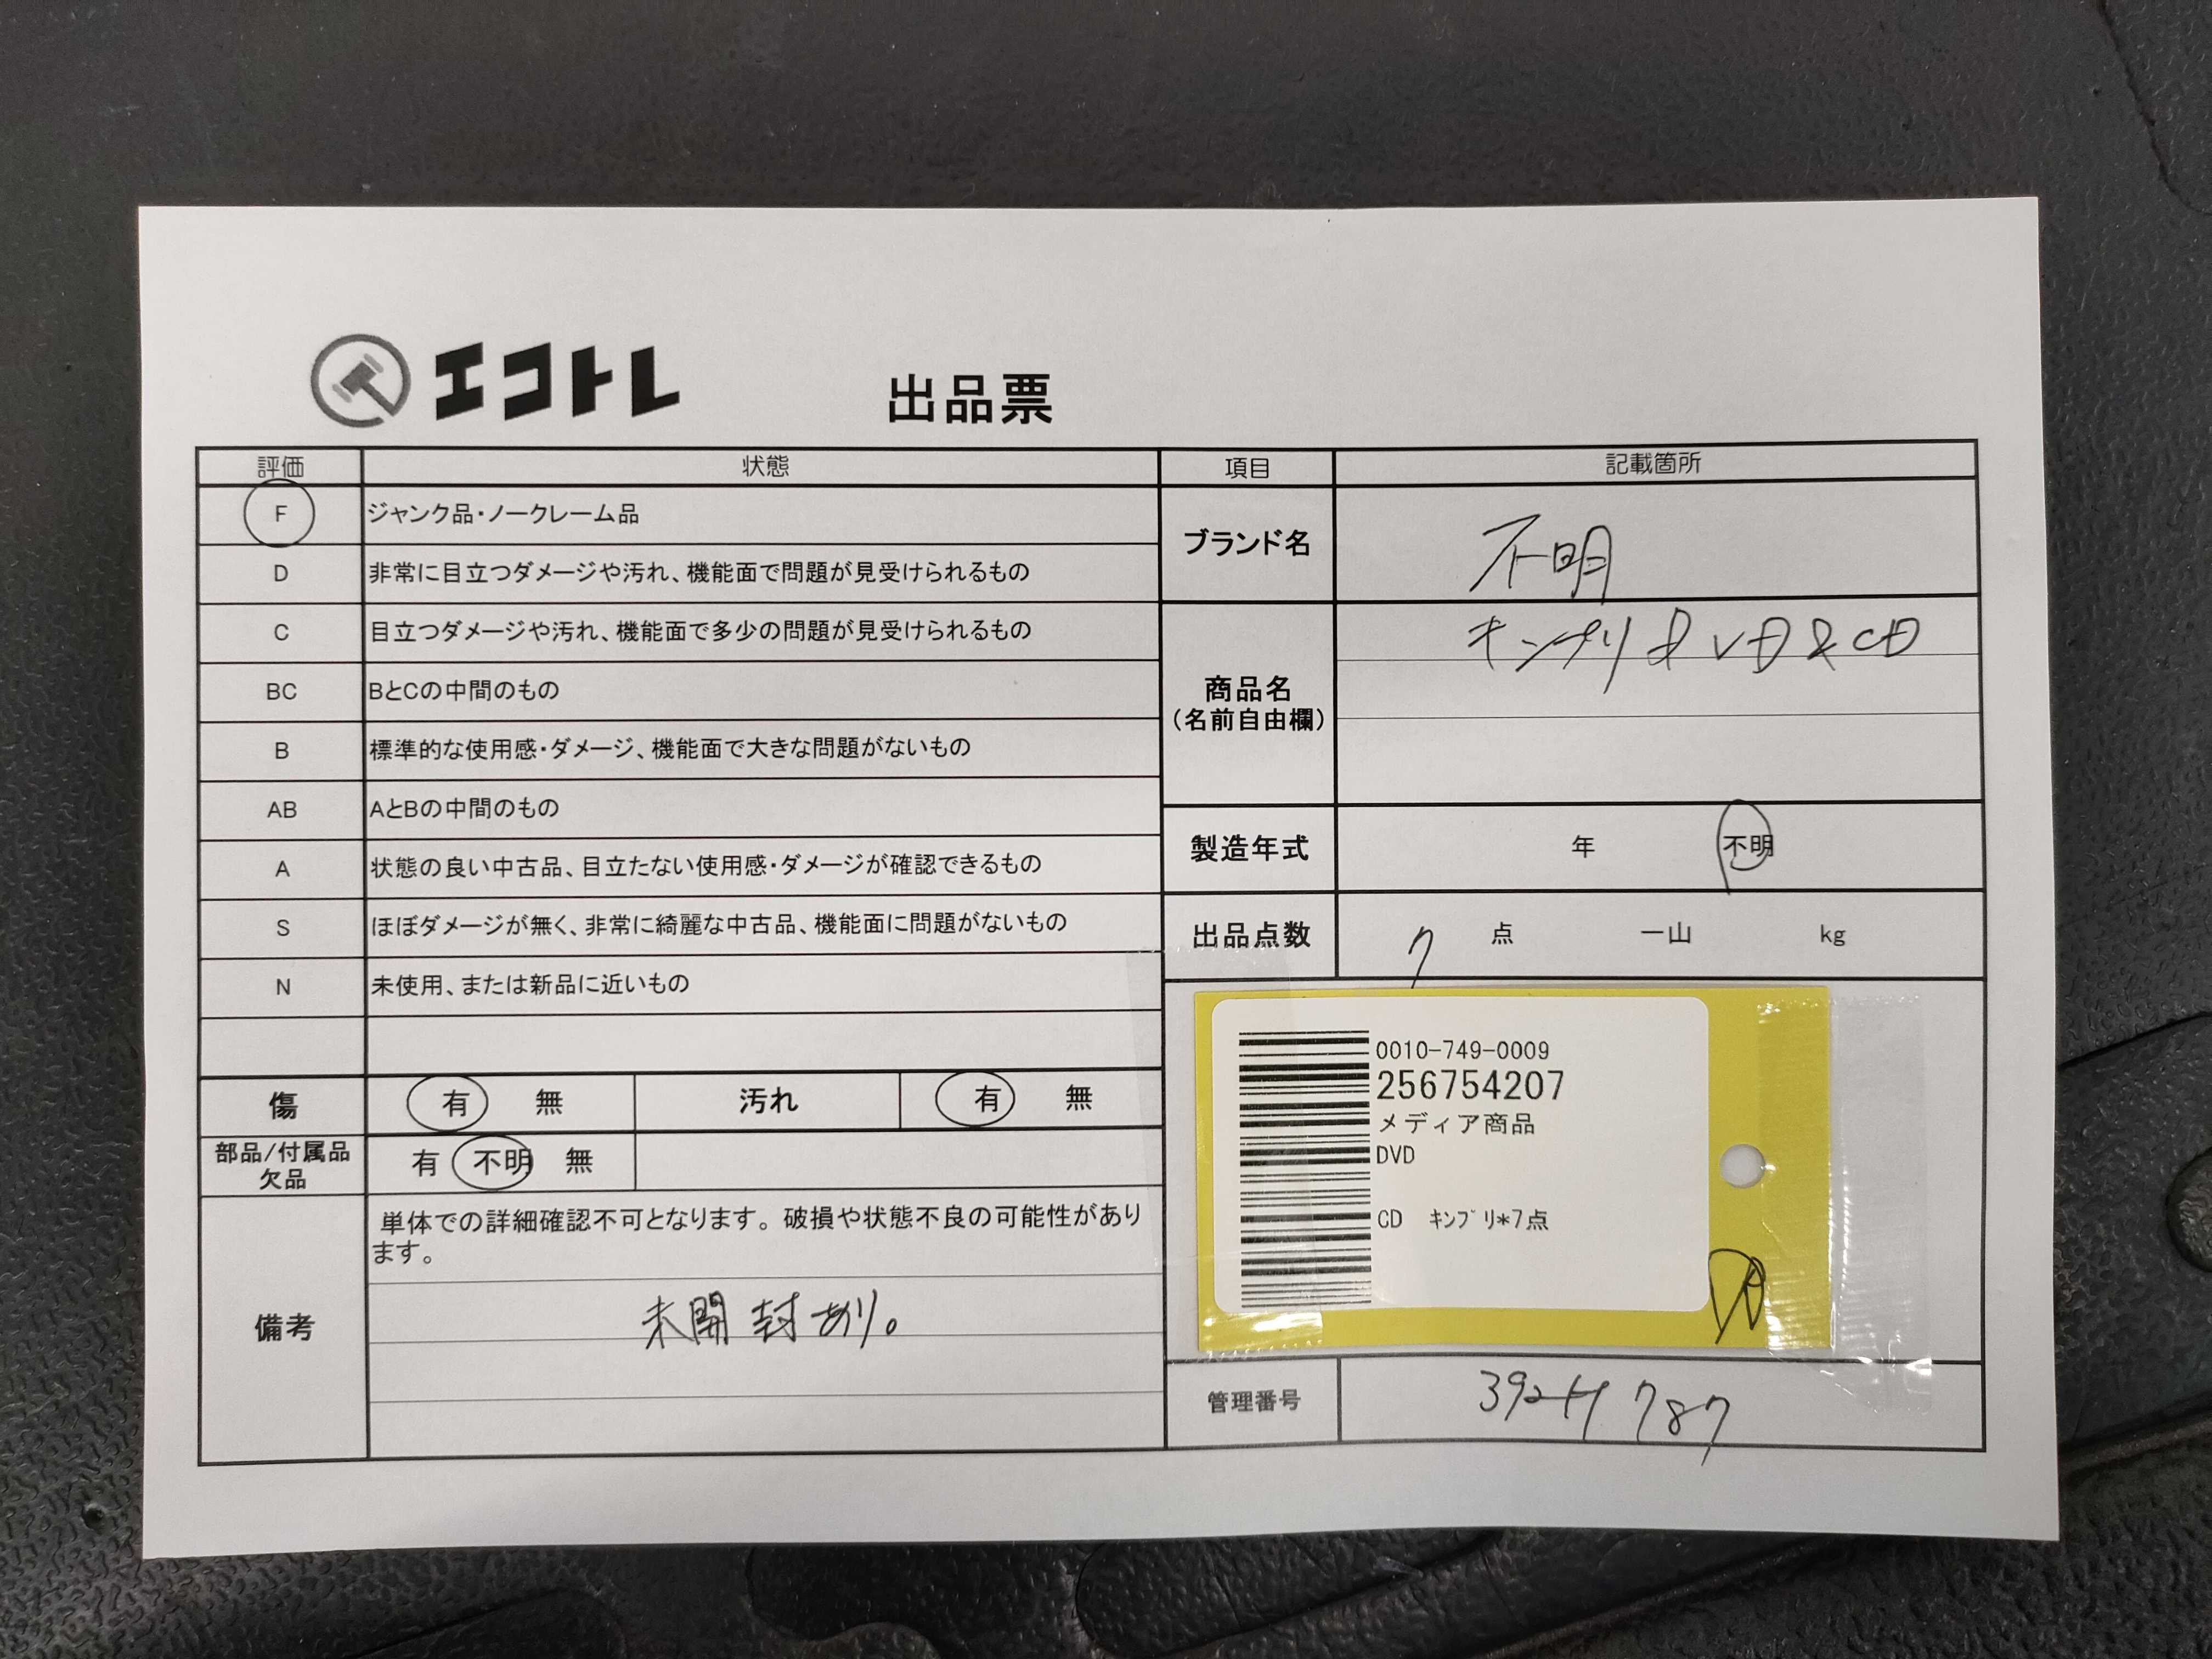 エコトレ
出品票
評価 状態
F ジャンク品・ノークレーム品
D 非常に目立つダメージや汚れ、機能面で問題が見受けられるもの
C 目立つダメージや汚れ、機能面で多少の問題が見受けられるもの
BC BとCの中間のもの
B 標準的な使用感・ダメージ、機能面で大きな問題がないもの
AB AとBの中間のもの
A 状態の良い中古品、目立たない使用感・ダメージが確認できるもの
S ほぼダメージが無く、非常に綺麗な中古品、機能面に問題がないもの
N 未使用、または新品に近いもの
傷 有 無 汚れ 有 無
部品/付属品
欠品
有 不明 無
備考
単体での詳細確認不可となります。破損や状態不良の可能性があり
ます。
未開封あり。
項目 記載箇所
ブランド名 不明
商品名
(名前自由欄)
キンプリ DVD&CD
製造年式 年 不明
出品点数 7 点 一山 kg
0010-749-0009
256754207
メディア商品
DVD
CD キンプリ*7点
管理番号 392-H 787